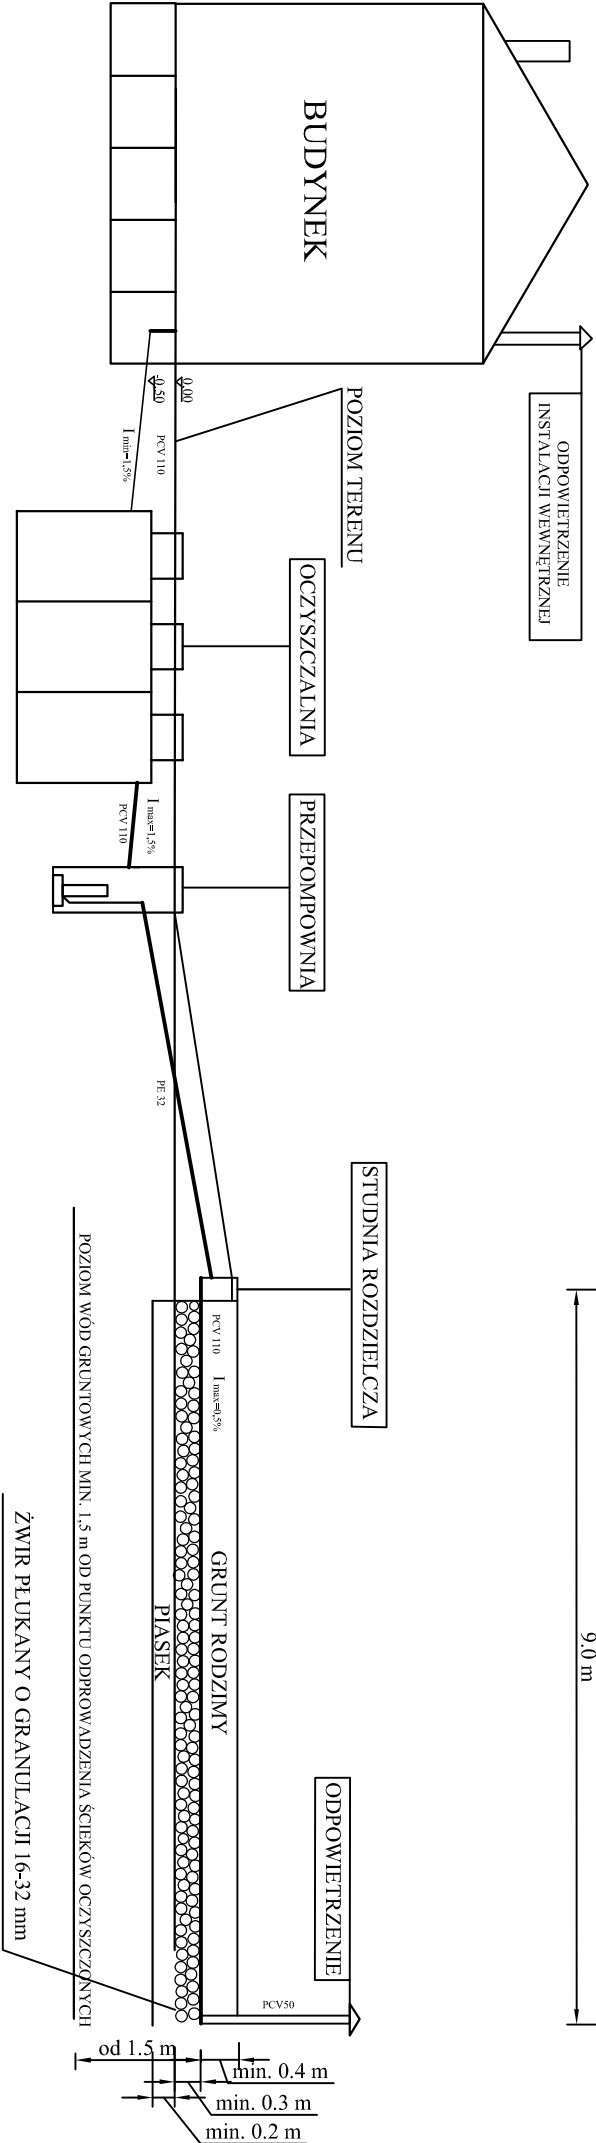 BUDYNEK
ODPOWIETRZENIE
INSTALACJI WEWNĘTRZNEJ
0.00
-0.50
POZIOM TERENU
PCV 110
I min=1,5%
OCZYSZCZALNIA
I max=1,5%
PCV 110
PRZEPOMPOWNIA
PE 32
STUDNIA ROZDZIELCZA
9.0 m
PCV 110
I max=0,5%
GRUNT RODZIMY
PIASEK
POZIOM WÓD GRUNTOWYCH MIN. 1,5 m OD PUNKTU ODPROWADZENIA ŚCIEKÓW OCZYSZCZONYCH
ŻWIR PŁUKANY O GRANULACJI 16-32 mm
ODPOWIETRZENIE
PCV50
od 1.5 m
min. 0.4 m
min. 0.3 m
min. 0.2 m